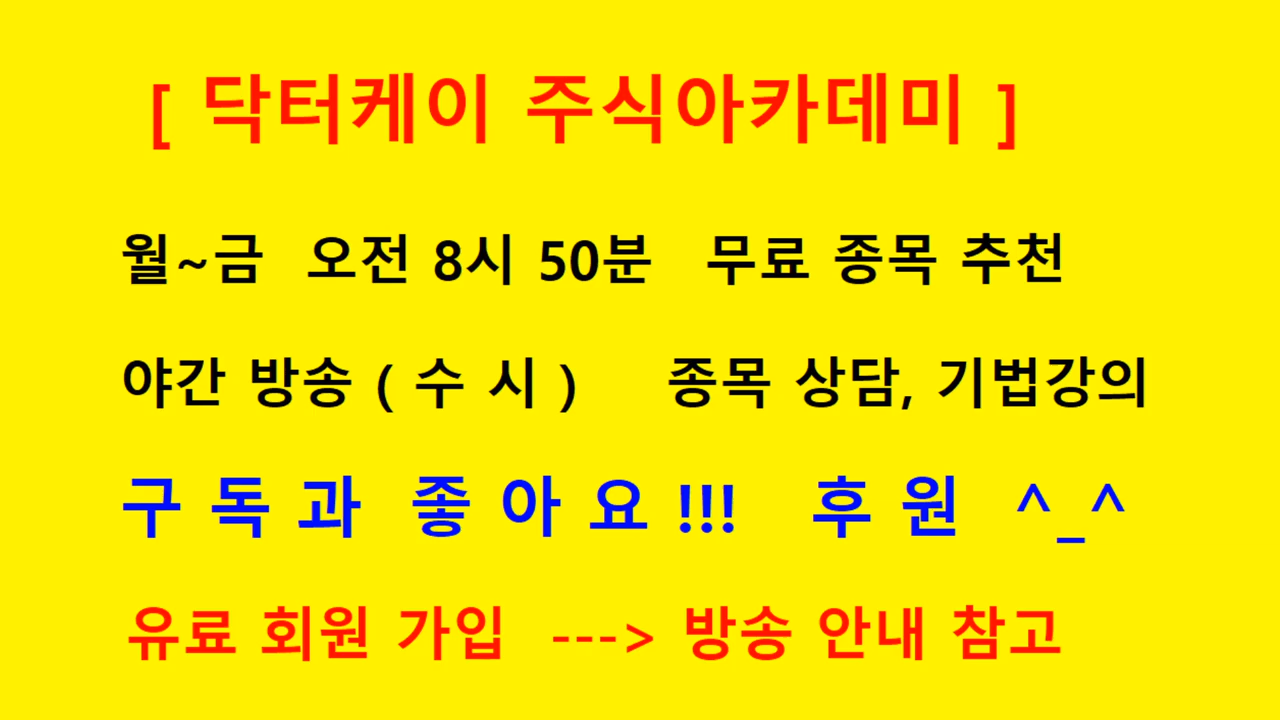 [ 닥터케이 주식아카데미 ]
월~금 오전 8시 50분 무료 종목 추천
야간 방송 ( 수 시 ) 종목 상담, 기법강의
구 독 과 좋 아 요 !!! 후 원 ^_^
유료 회원 가입 ---> 방송 안내 참고